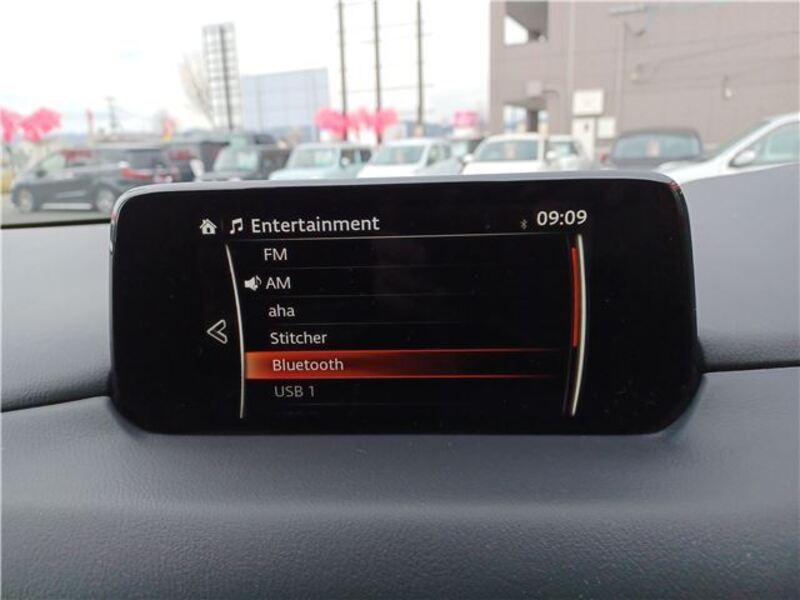 Entertainment 09:09
FM
AM
aha
Stitcher
Bluetooth
USB 1